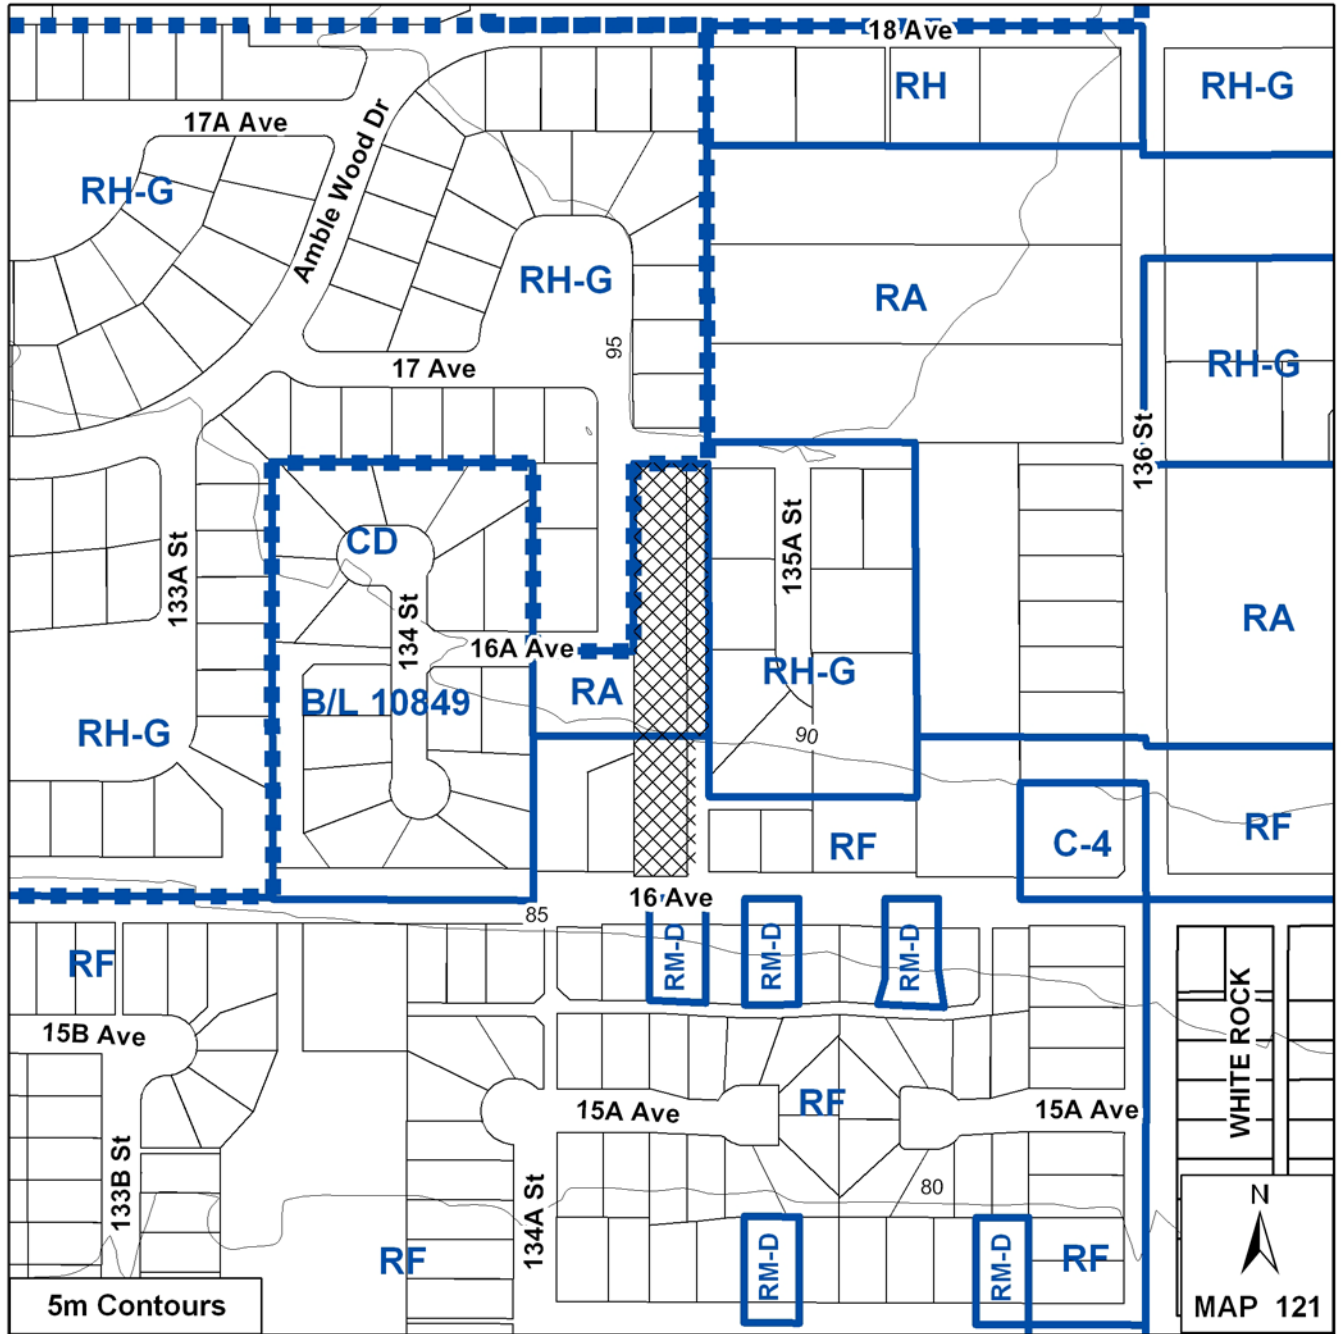 18 Ave
RH
RH-G
17A Ave
Amble Wood Dr
RH-G
RH-G
RA
95
17 Ave
RH-G
136 St
CD
133A St
134 St
135A St
16A Ave
RA
RA
RH-G
B/L 10849
RH-G
90
RF
C-4
RF
16 Ave
85
RM-D
RM-D
RM-D
RF
15B Ave
WHITE ROCK
RF
15A Ave
15A Ave
133B St
134A St
80
RF
RM-D
RM-D
RF
N
5m Contours
MAP 121